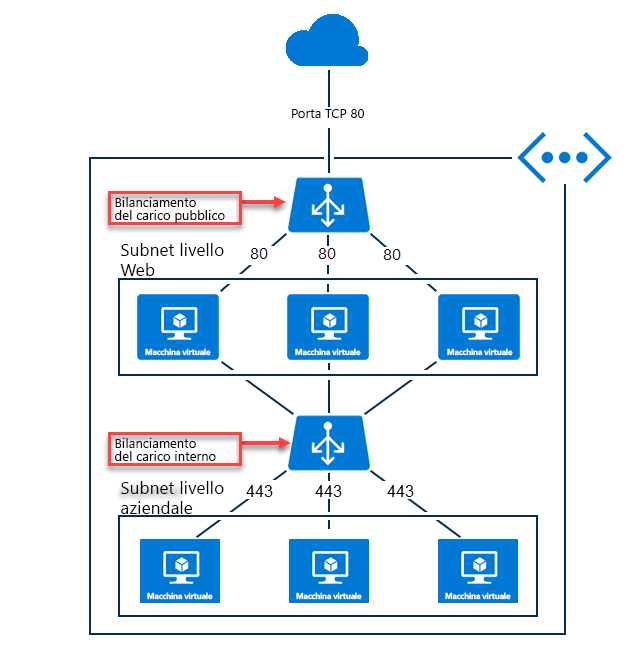 Porta TCP 80
Bilanciamento
del carico pubblico
Subnet livello
Web
80
80
80
Macchina virtuale
Macchina virtuale
Macchina virtuale
Bilanciamento
del carico interno
Subnet livello
aziendale
443
443
443
Macchina virtuale
Macchina virtuale
Macchina virtuale